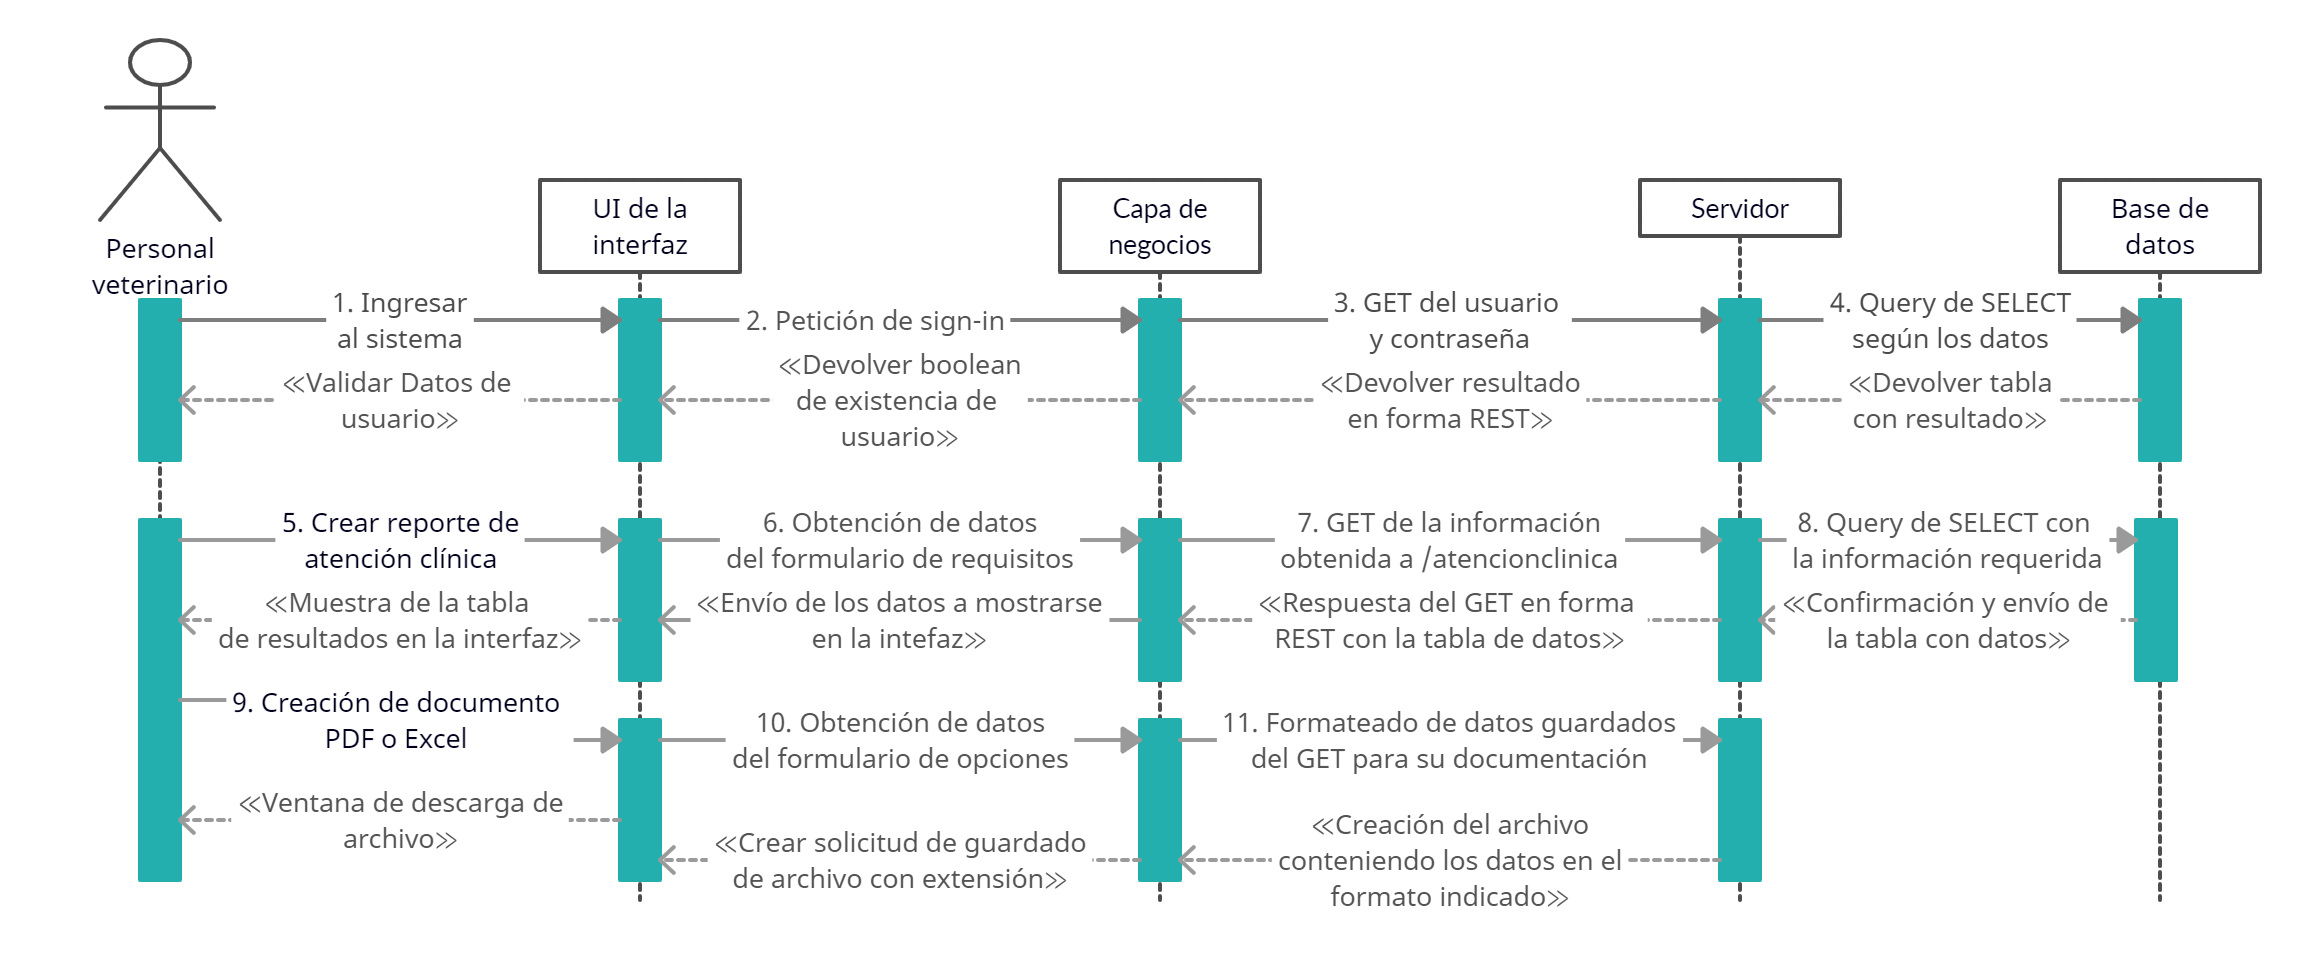 Personal
veterinario
UI de la
interfaz
Capa de
negocios
Servidor
Base de
datos
1. Ingresar
al sistema
2. Petición de sign-in
3. GET del usuario
y contraseña
4. Query de SELECT
según los datos
«Validar Datos de
usuario»
«Devolver boolean
de existencia de
usuario»
«Devolver resultado
en forma REST»
«Devolver tabla
con resultado»
5. Crear reporte de
atención clínica
6. Obtención de datos
del formulario de requisitos
7. GET de la información
obtenida a /atencionclinica
8. Query de SELECT con
la información requerida
«Muestra de la tabla
de resultados en la interfaz»
«Envío de los datos a mostrarse
en la intefaz»
«Respuesta del GET en forma
REST con la tabla de datos»
«Confirmación y envío de
la tabla con datos»
9. Creación de documento
PDF o Excel
10. Obtención de datos
del formulario de opciones
11. Formateado de datos guardados
del GET para su documentación
«Ventana de descarga de
archivo»
«Crear solicitud de guardado
de archivo con extensión»
«Creación del archivo
conteniendo los datos en el
formato indicado»